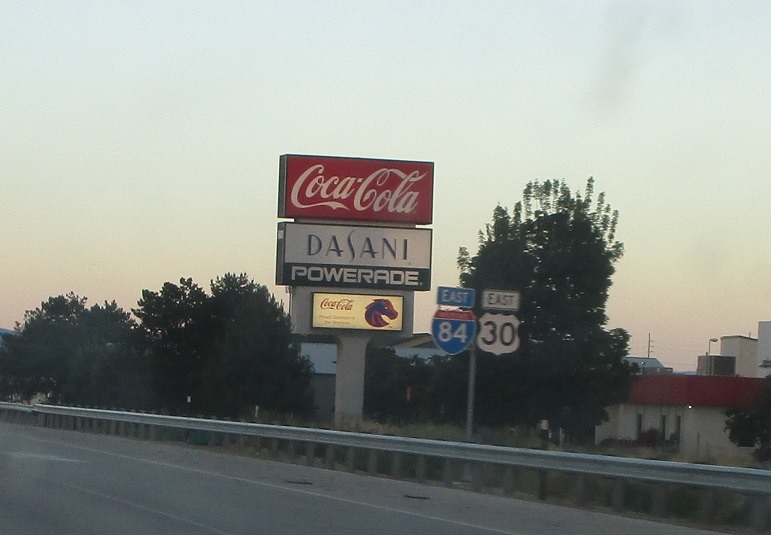 Coca-Cola
DASANI
POWERADE
Coca-Cola
EAST
84
EAST
30